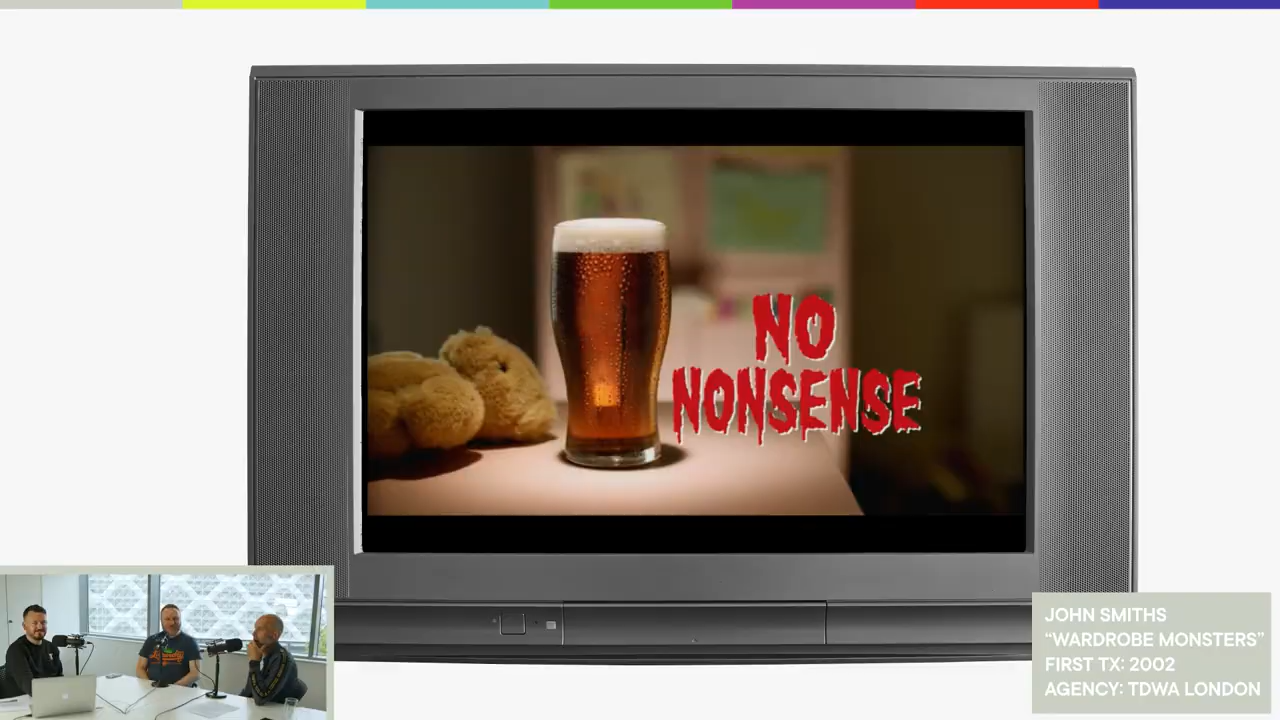 NO
NONSENSE
JOHN SMITHS
“WARDROBE MONSTERS”
FIRST TX: 2002
AGENCY: TDWA LONDON